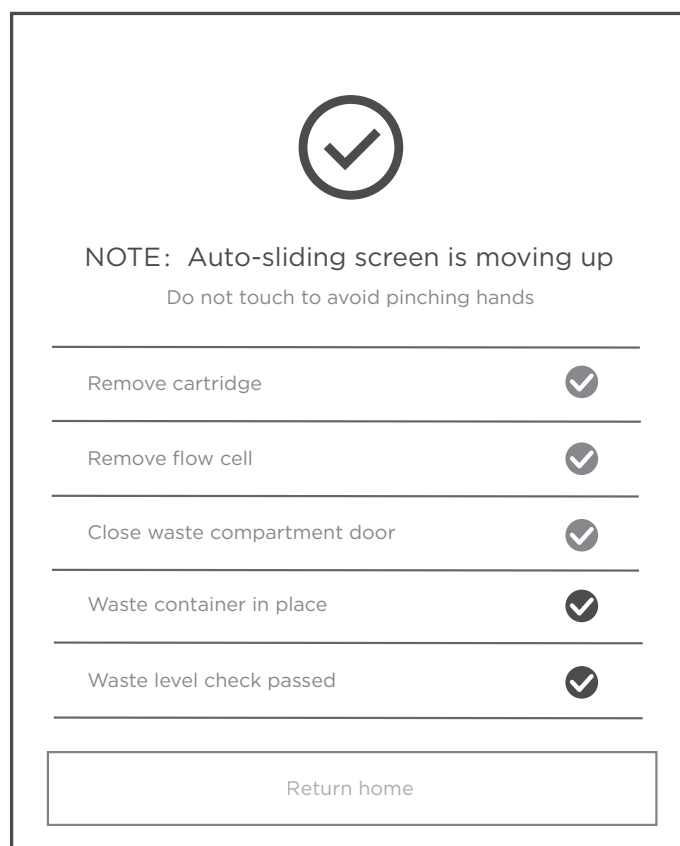 NOTE: Auto-sliding screen is moving up
Do not touch to avoid pinching hands
Remove cartridge
Remove flow cell
Close waste compartment door
Waste container in place
Waste level check passed
Return home